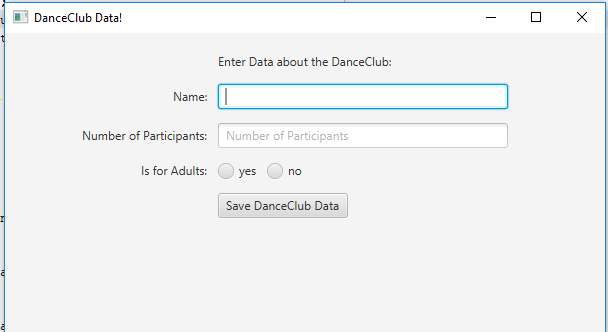 DanceClub Data!
Enter Data about the DanceClub:
Name:
Number of Participants: Number of Participants
Is for Adults: yes no
Save DanceClub Data